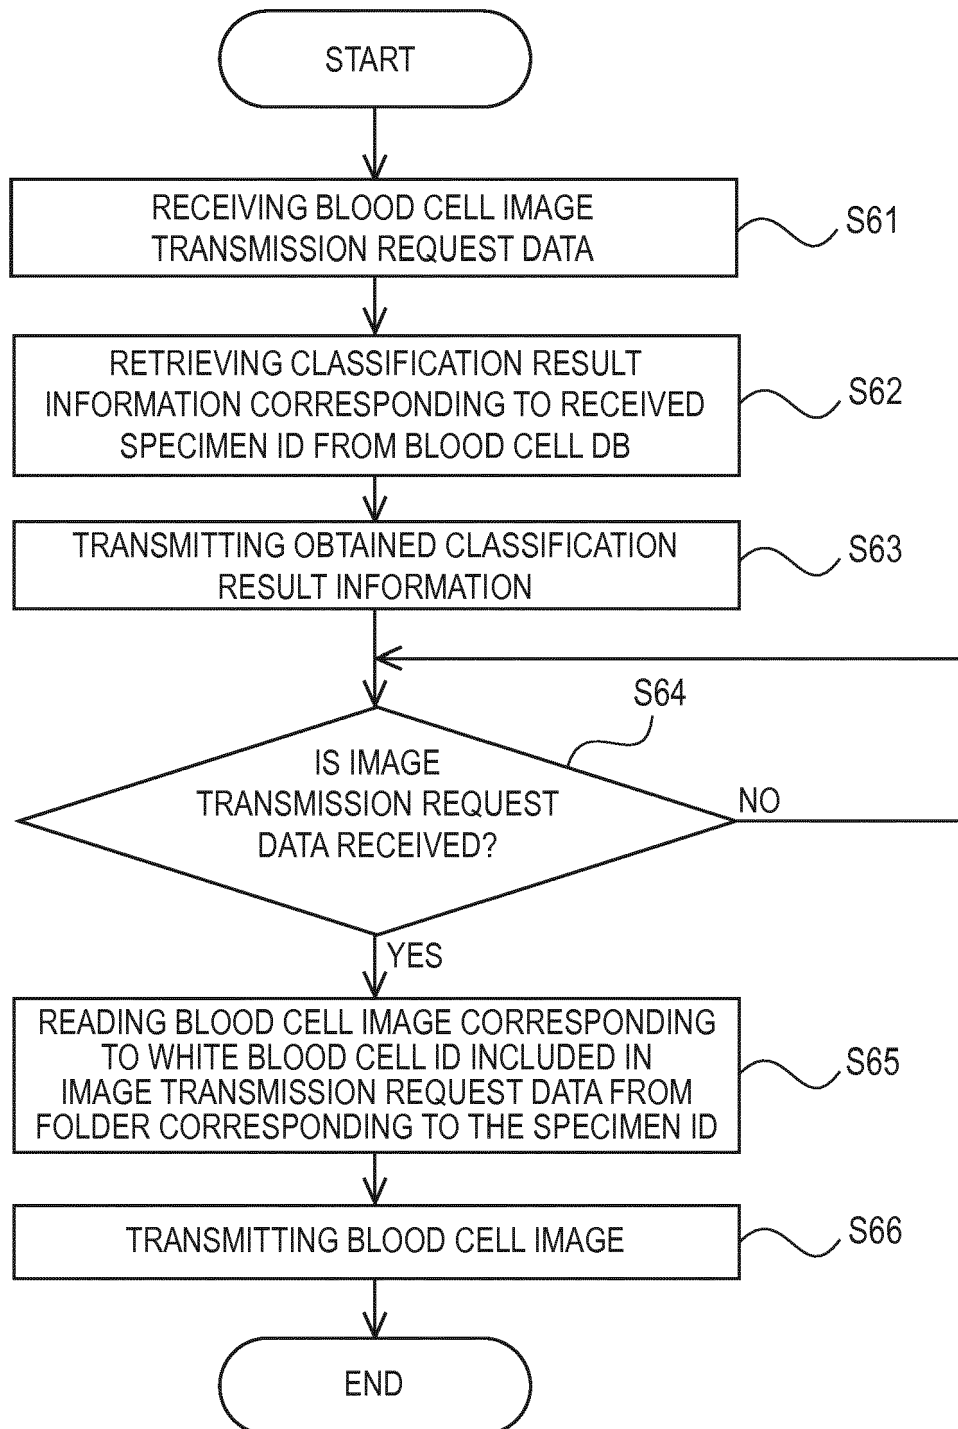 START
RECEIVING BLOOD CELL IMAGE
TRANSMISSION REQUEST DATA
S61
RETRIEVING CLASSIFICATION RESULT
INFORMATION CORRESPONDING TO RECEIVED
SPECIMEN ID FROM BLOOD CELL DB
S62
TRANSMITTING OBTAINED CLASSIFICATION
RESULT INFORMATION
S63
S64
IS IMAGE
TRANSMISSION REQUEST
DATA RECEIVED?
NO
YES
READING BLOOD CELL IMAGE CORRESPONDING
TO WHITE BLOOD CELL ID INCLUDED IN
IMAGE TRANSMISSION REQUEST DATA FROM
FOLDER CORRESPONDING TO THE SPECIMEN ID
S65
TRANSMITTING BLOOD CELL IMAGE
S66
END